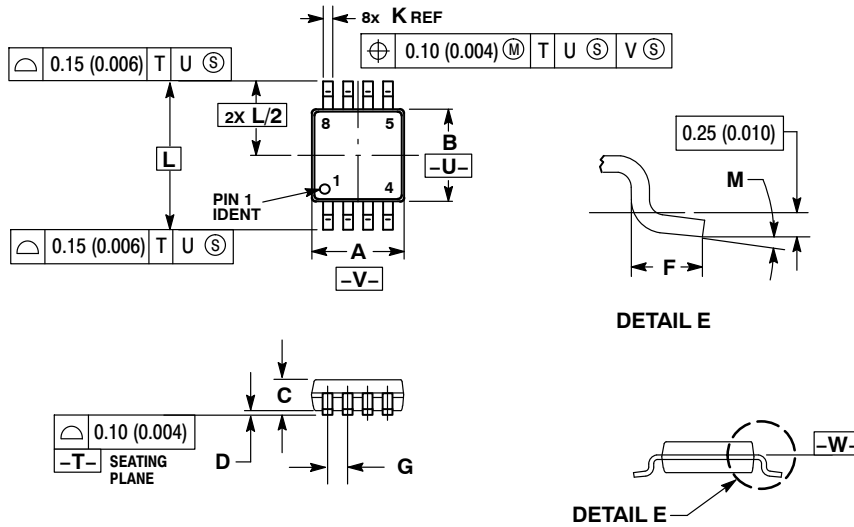 8x K REF
⌓ 0.15 (0.006) T U Ⓢ
⌖ 0.10 (0.004) Ⓜ T U Ⓢ V Ⓢ
2X L/2
8 5
B
–U–
L
PIN 1
IDENT
1 4
⌓ 0.15 (0.006) T U Ⓢ
A
–V–
0.25 (0.010)
M
F
DETAIL E
C
⌓ 0.10 (0.004)
–T– SEATING
PLANE
D
G
–W–
DETAIL E